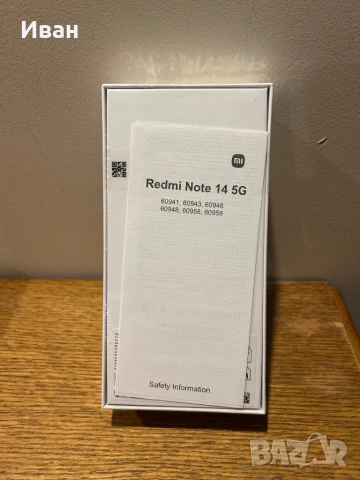 Иван
mi
Redmi Note 14 5G
60941, 60943, 60946
60948, 60958, 60959
Safety Information
BAZAR